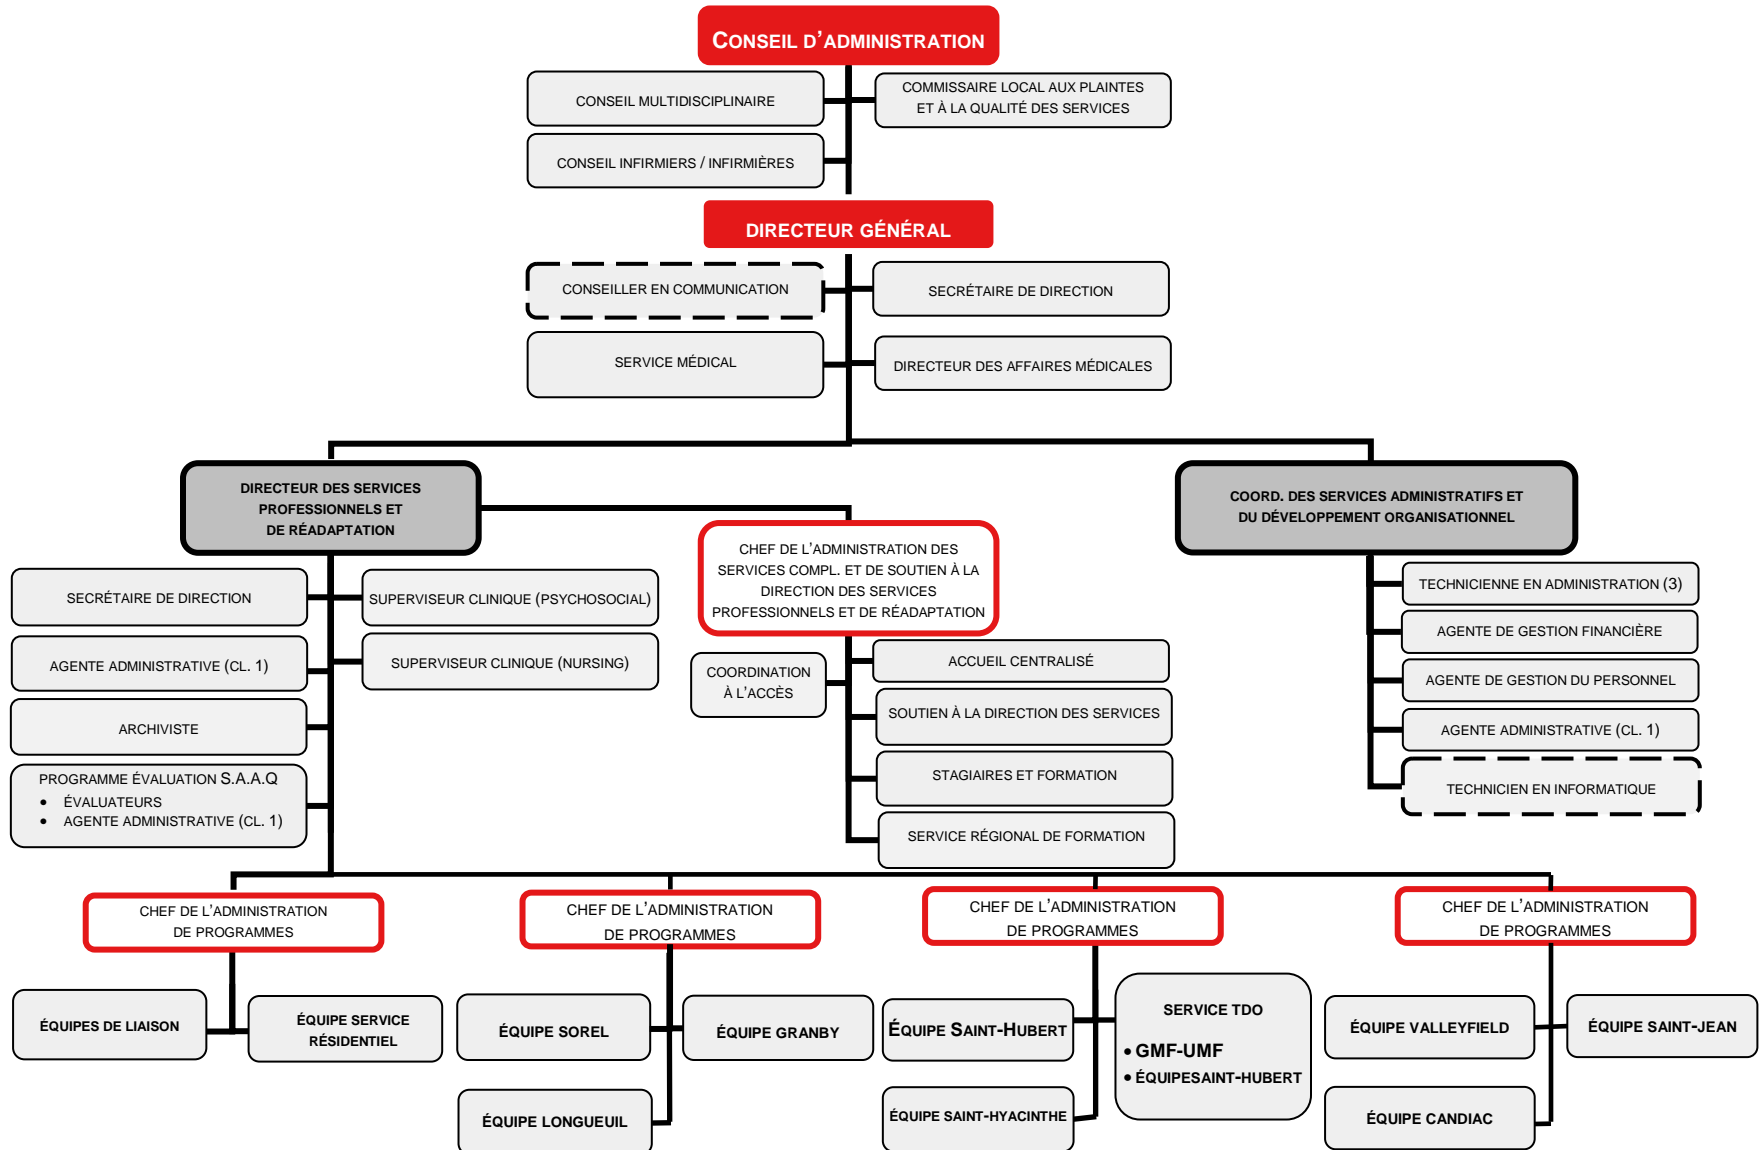 CONSEIL D'ADMINISTRATION
CONSEIL MULTIDISCIPLINAIRE
COMMISSAIRE LOCAL AUX PLAINTES
ET À LA QUALITÉ DES SERVICES
CONSEIL INFIRMIERS / INFIRMIÈRES
DIRECTEUR GÉNÉRAL
CONSEILLER EN COMMUNICATION
SECRÉTAIRE DE DIRECTION
SERVICE MÉDICAL
DIRECTEUR DES AFFAIRES MÉDICALES
DIRECTEUR DES SERVICES
PROFESSIONNELS ET
DE RÉADAPTATION
COORD. DES SERVICES ADMINISTRATIFS ET
DU DÉVELOPPEMENT ORGANISATIONNEL
CHEF DE L'ADMINISTRATION DES
SERVICES COMPL. ET DE SOUTIEN À LA
DIRECTION DES SERVICES
PROFESSIONNELS ET DE RÉADAPTATION
SECRÉTAIRE DE DIRECTION
SUPERVISEUR CLINIQUE (PSYCHOSOCIAL)
AGENTE ADMINISTRATIVE (CL. 1)
SUPERVISEUR CLINIQUE (NURSING)
ARCHIVISTE
PROGRAMME ÉVALUATION S.A.A.Q
• ÉVALUATEURS
• AGENTE ADMINISTRATIVE (CL. 1)
COORDINATION
À L'ACCÈS
ACCUEIL CENTRALISÉ
SOUTIEN À LA DIRECTION DES SERVICES
STAGIAIRES ET FORMATION
SERVICE RÉGIONAL DE FORMATION
TECHNICIENNE EN ADMINISTRATION (3)
AGENTE DE GESTION FINANCIÈRE
AGENTE DE GESTION DU PERSONNEL
AGENTE ADMINISTRATIVE (CL. 1)
TECHNICIEN EN INFORMATIQUE
CHEF DE L'ADMINISTRATION
DE PROGRAMMES
CHEF DE L'ADMINISTRATION
DE PROGRAMMES
CHEF DE L'ADMINISTRATION
DE PROGRAMMES
CHEF DE L'ADMINISTRATION
DE PROGRAMMES
ÉQUIPES DE LIAISON
ÉQUIPE SERVICE
RÉSIDENTIEL
ÉQUIPE SOREL
ÉQUIPE GRANBY
ÉQUIPE LONGUEUIL
ÉQUIPE SAINT-HUBERT
SERVICE TDO
• GMF-UMF
• ÉQUIPESAINT-HUBERT
ÉQUIPE SAINT-HYACINTHE
ÉQUIPE VALLEYFIELD
ÉQUIPE SAINT-JEAN
ÉQUIPE CANDIAC